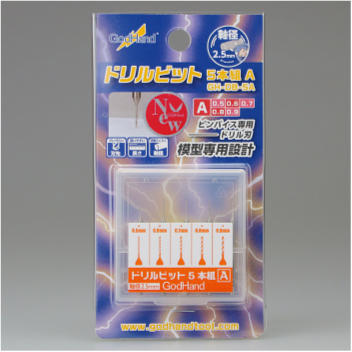 GodHand
軸径
2.5mm
ドリルビット 5本組 A
GH-DB-5A
New
A 0.5 0.6 0.7
0.8 0.9
ピンバイス専用
ドリル刃
模型専用設計
0.5mm 0.6mm 0.7mm 0.8mm 0.9mm
ドリルビット5本組 A
軸径2.5mm GodHand
www.godhandtool.com